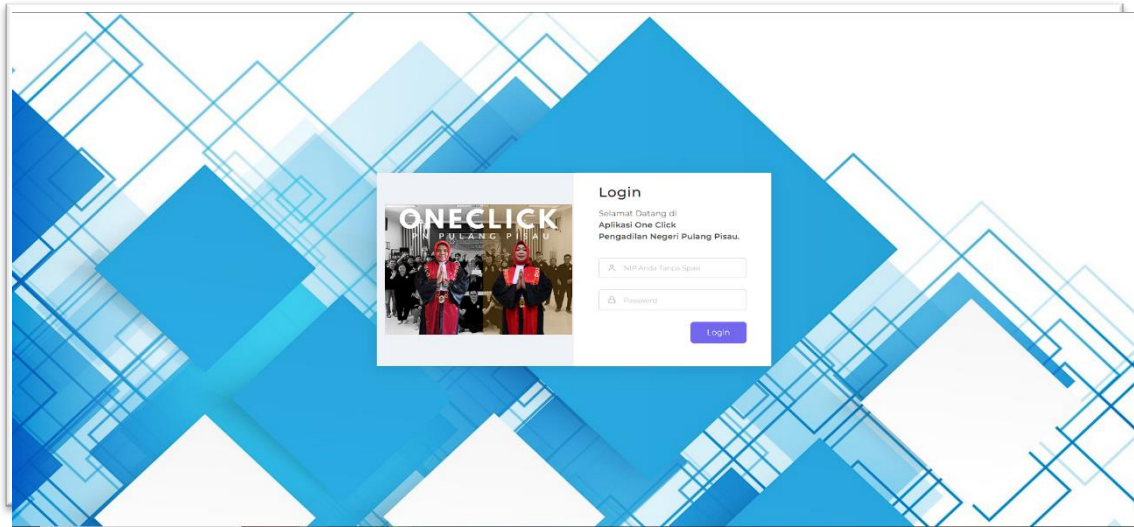 ONECLICK
N PULANG PISAU
Login
Selamat Datang di
Aplikasi One Click
Pengadilan Negeri Pulang Pisau.
NIP Anda Tanpa Spasi
Password
Login